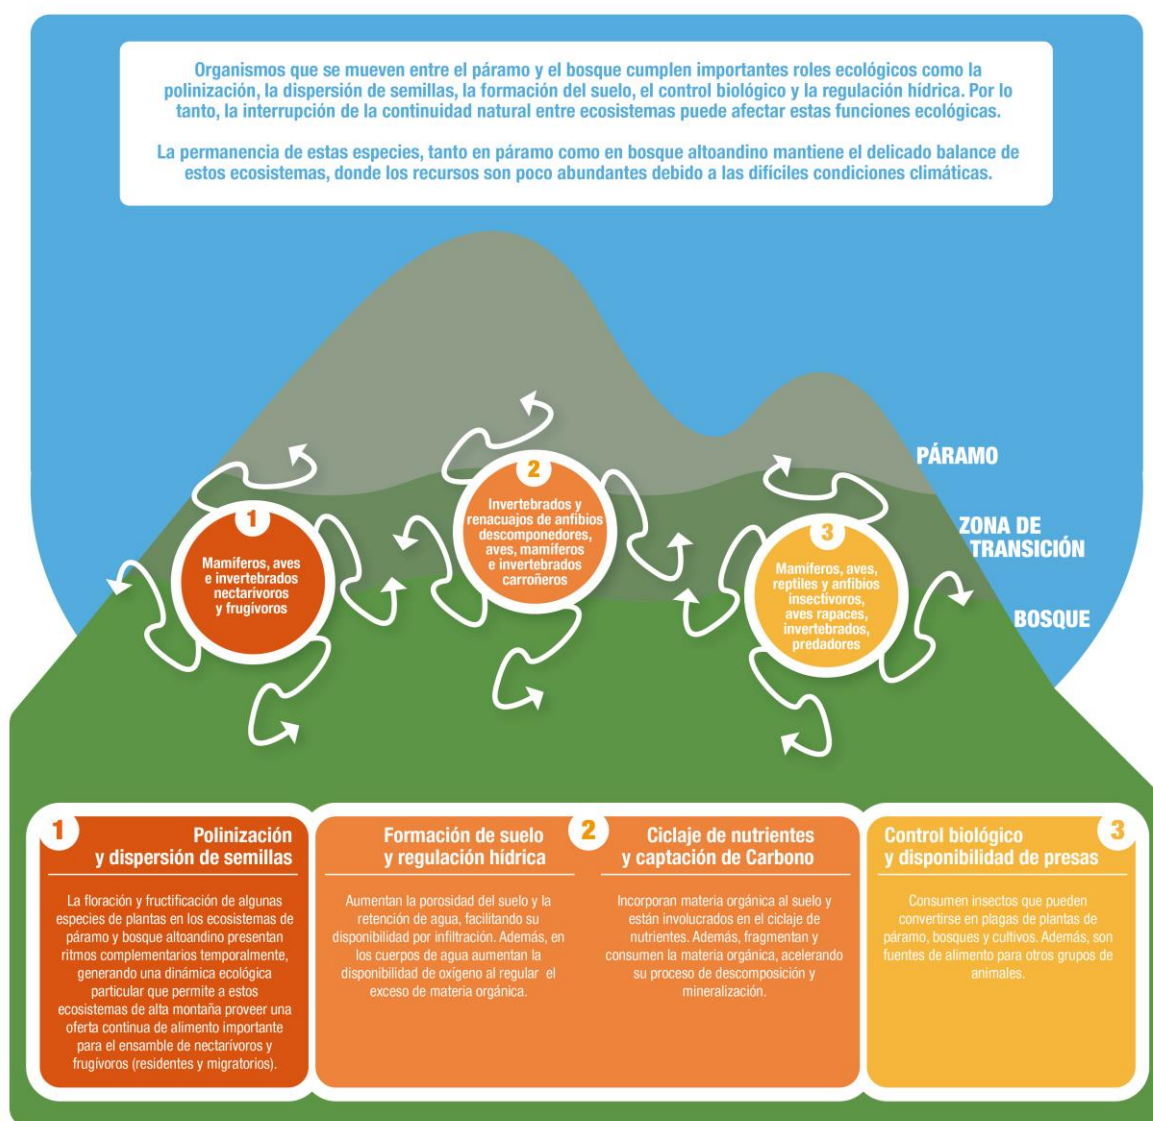 Organismos que se mueven entre el páramo y el bosque cumplen importantes roles ecológicos como la
polinización, la dispersión de semillas, la formación del suelo, el control biológico y la regulación hídrica. Por lo
tanto, la interrupción de la continuidad natural entre ecosistemas puede afectar estas funciones ecológicas.
La permanencia de estas especies, tanto en páramo como en bosque altoandino mantiene el delicado balance de
estos ecosistemas, donde los recursos son poco abundantes debido a las difíciles condiciones climáticas.
PÁRAMO
ZONA DE
TRANSICIÓN
BOSQUE
1
Mamíferos, aves
e invertebrados
nectarívoros
y frugívoros
2
Invertebrados y
renacuajos de anfibios
descomponedores,
aves, mamíferos
e invertebrados
carroñeros
3
Mamíferos, aves,
reptiles y anfibios
insectívoros,
aves rapaces,
invertebrados,
predadores
1
Polinización
y dispersión de semillas
La floración y fructificación de algunas
especies de plantas en los ecosistemas de
páramo y bosque altoandino presentan
ritmos complementarios temporalmente,
generando una dinámica ecológica
particular que permite a estos
ecosistemas de alta montaña proveer una
oferta continua de alimento importante
para el ensamble de nectarívoros y
frugívoros (residentes y migratorios).
2
Formación de suelo
y regulación hídrica
Aumentan la porosidad del suelo y la
retención de agua, facilitando su
disponibilidad por infiltración. Además, en
los cuerpos de agua aumentan la
disponibilidad de oxígeno al regular el
exceso de materia orgánica.
Ciclaje de nutrientes
y captación de Carbono
Incorporan materia orgánica al suelo y
están involucrados en el ciclaje de
nutrientes. Además, fragmentan y
consumen la materia orgánica, acelerando
su proceso de descomposición y
mineralización.
3
Control biológico
y disponibilidad de presas
Consumen insectos que pueden
convertirse en plagas de plantas de
páramo, bosques y cultivos. Además, son
fuentes de alimento para otros grupos de
animales.